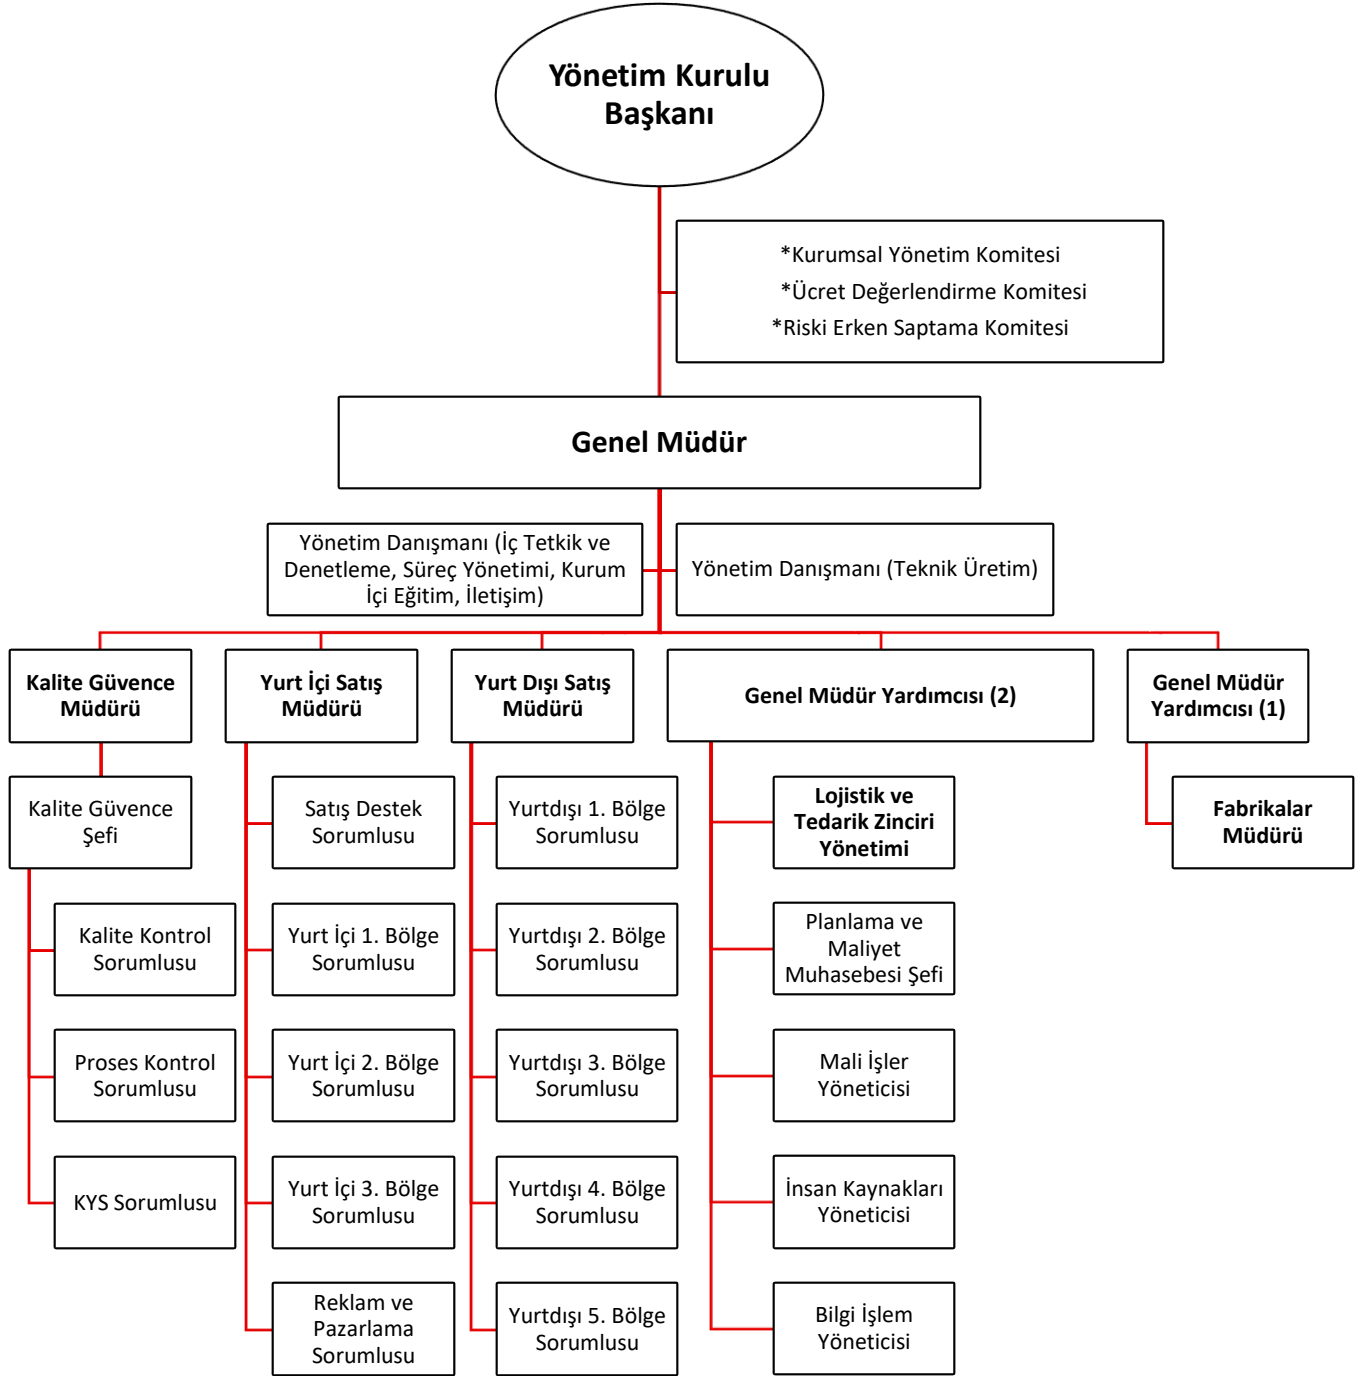 Yönetim Kurulu
Başkanı
*Kurumsal Yönetim Komitesi
*Ücret Değerlendirme Komitesi
*Riski Erken Saptama Komitesi
Genel Müdür
Yönetim Danışmanı (İç Tetkik ve
Denetleme, Süreç Yönetimi, Kurum
İçi Eğitim, İletişim)
Yönetim Danışmanı (Teknik Üretim)
Kalite Güvence
Müdürü
Yurt İçi Satış
Müdürü
Yurt Dışı Satış
Müdürü
Genel Müdür Yardımcısı (2)
Genel Müdür
Yardımcısı (1)
Kalite Güvence
Şefi
Kalite Kontrol
Sorumlusu
Proses Kontrol
Sorumlusu
KYS Sorumlusu
Satış Destek
Sorumlusu
Yurt İçi 1. Bölge
Sorumlusu
Yurt İçi 2. Bölge
Sorumlusu
Yurt İçi 3. Bölge
Sorumlusu
Reklam ve
Pazarlama
Sorumlusu
Yurtdışı 1. Bölge
Sorumlusu
Yurtdışı 2. Bölge
Sorumlusu
Yurtdışı 3. Bölge
Sorumlusu
Yurtdışı 4. Bölge
Sorumlusu
Yurtdışı 5. Bölge
Sorumlusu
Lojistik ve
Tedarik Zinciri
Yönetimi
Planlama ve
Maliyet
Muhasebesi Şefi
Mali İşler
Yöneticisi
İnsan Kaynakları
Yöneticisi
Bilgi İşlem
Yöneticisi
Fabrikalar
Müdürü